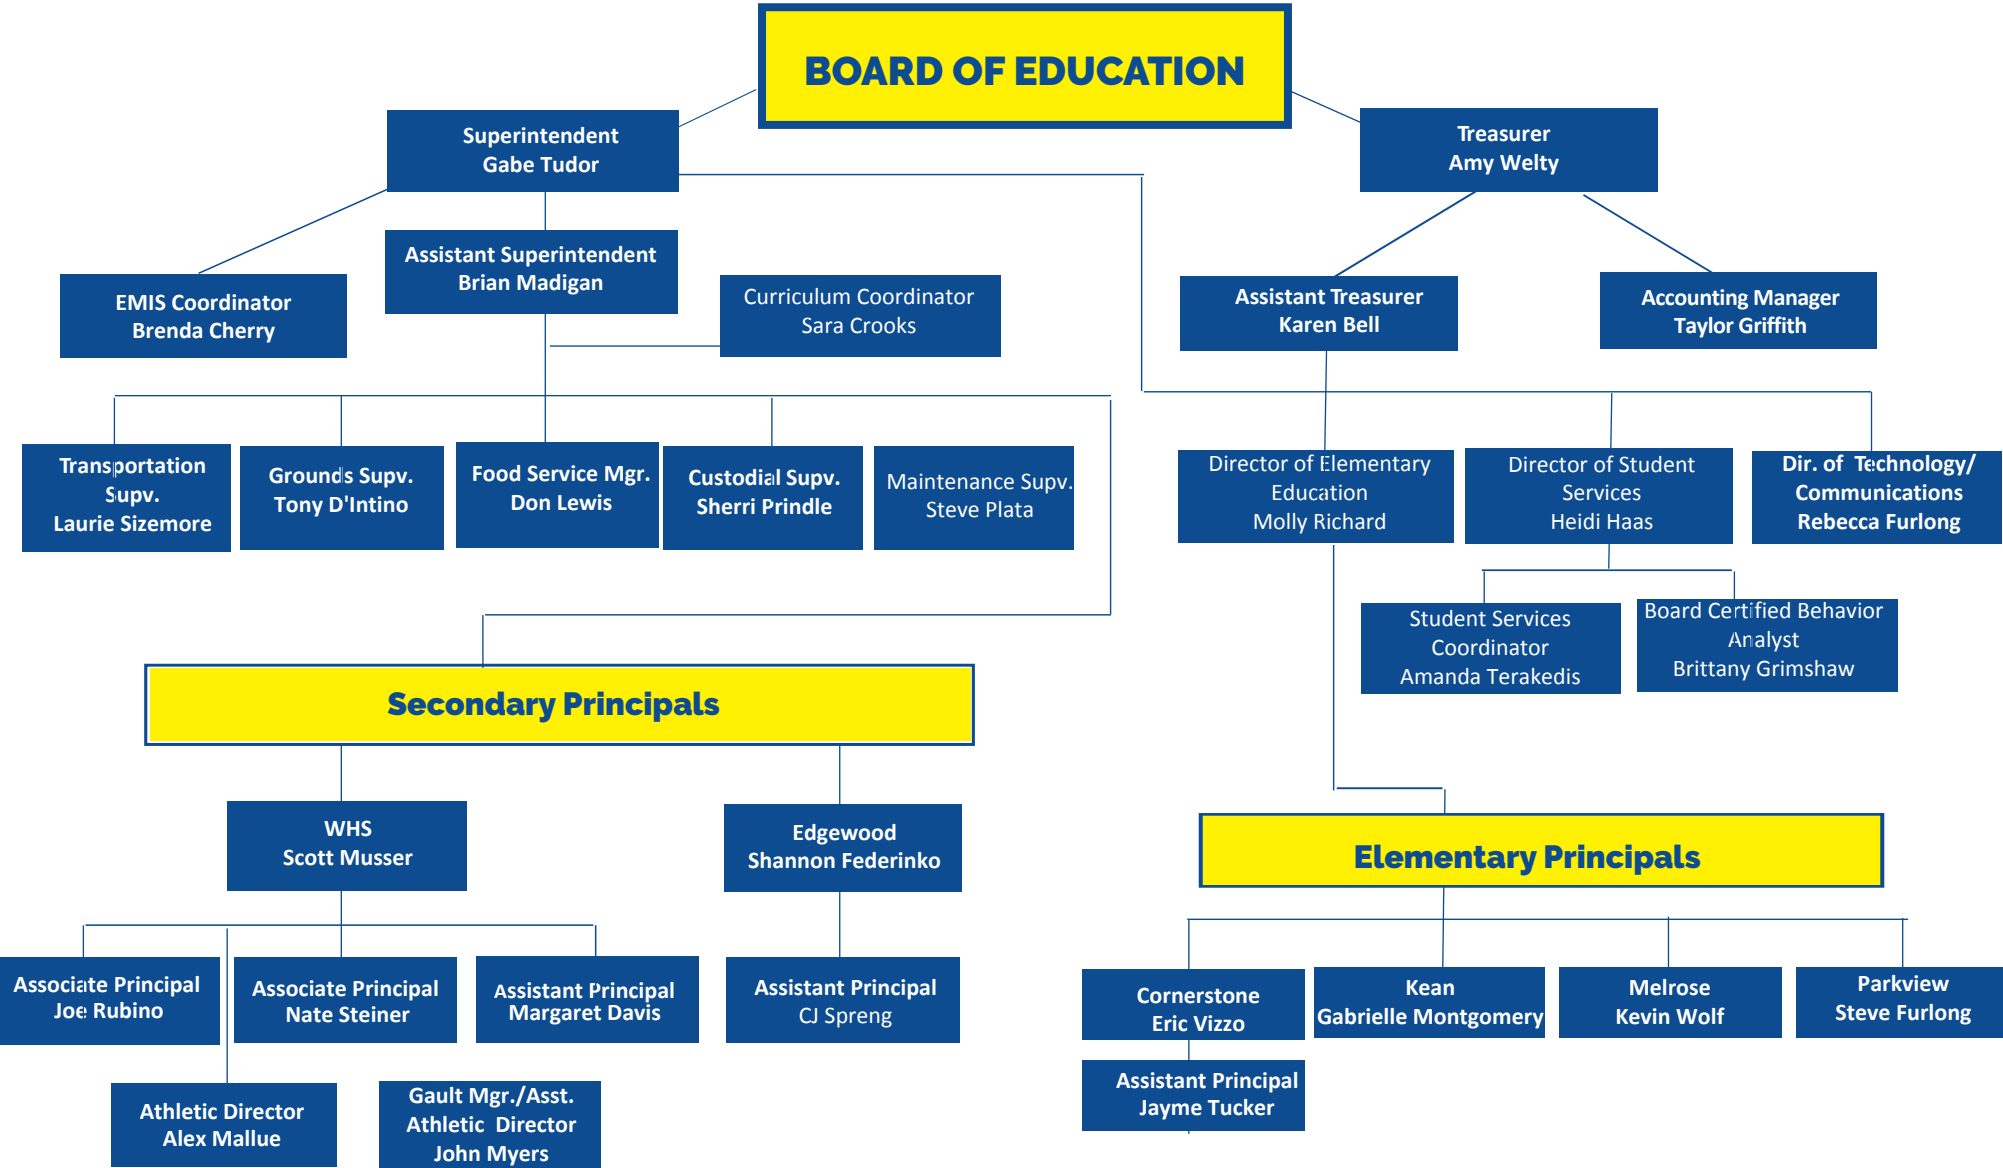 BOARD OF EDUCATION
Superintendent
Gabe Tudor
Treasurer
Amy Welty
Assistant Superintendent
Brian Madigan
EMIS Coordinator
Brenda Cherry
Curriculum Coordinator
Sara Crooks
Assistant Treasurer
Karen Bell
Accounting Manager
Taylor Griffith
Transportation
Supv.
Laurie Sizemore
Grounds Supv.
Tony D'Intino
Food Service Mgr.
Don Lewis
Custodial Supv.
Sherri Prindle
Maintenance Supv.
Steve Plata
Director of Elementary
Education
Molly Richard
Director of Student
Services
Heidi Haas
Dir. of Technology/
Communications
Rebecca Furlong
Student Services
Coordinator
Amanda Terakedis
Board Certified Behavior
Analyst
Brittany Grimshaw
Secondary Principals
WHS
Scott Musser
Edgewood
Shannon Federinko
Elementary Principals
Associate Principal
Joe Rubino
Associate Principal
Nate Steiner
Assistant Principal
Margaret Davis
Assistant Principal
CJ Spreng
Cornerstone
Eric Vizzo
Kean
Gabrielle Montgomery
Melrose
Kevin Wolf
Parkview
Steve Furlong
Assistant Principal
Jayme Tucker
Athletic Director
Alex Mallue
Gault Mgr./Asst.
Athletic Director
John Myers